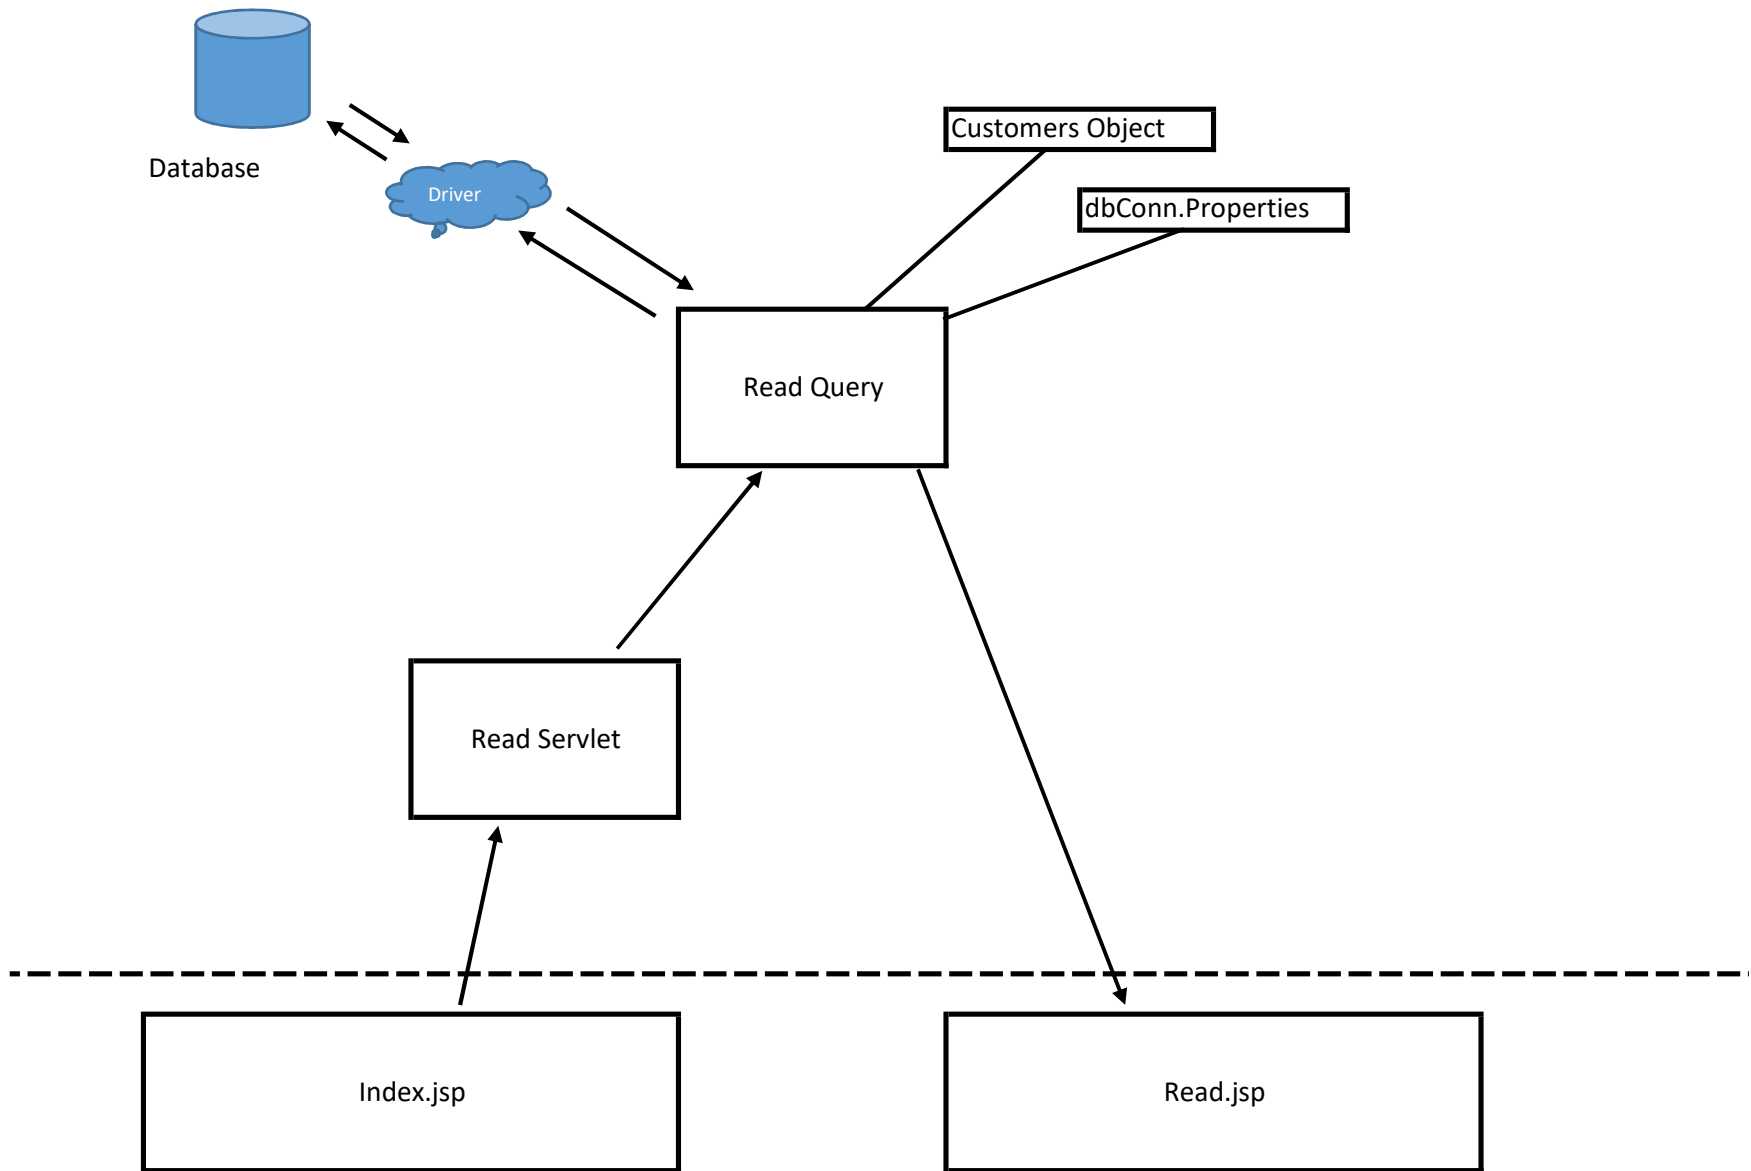 Database
Driver
Customers Object
dbConn.Properties
Read Query
Read Servlet
Index.jsp
Read.jsp